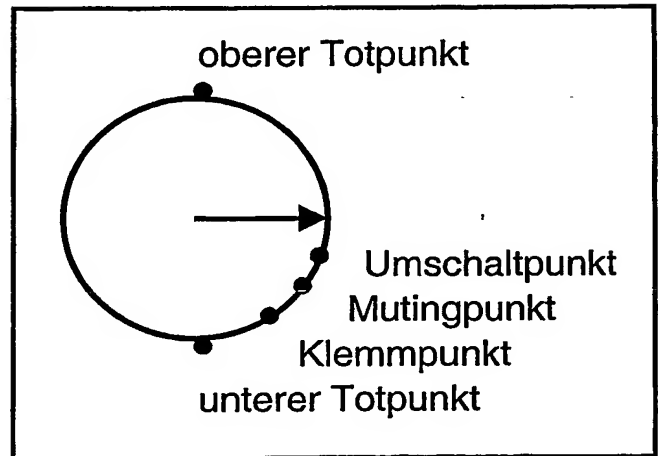 oberer Totpunkt
Umschaltpunkt
Mutingpunkt
Klemmpunkt
unterer Totpunkt